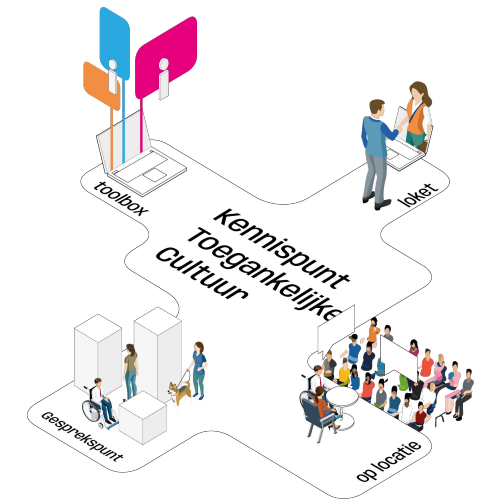 toolbox
loket
Kennispunt
Toegankelijke
Cultuur
Gesprekspunt
op locatie